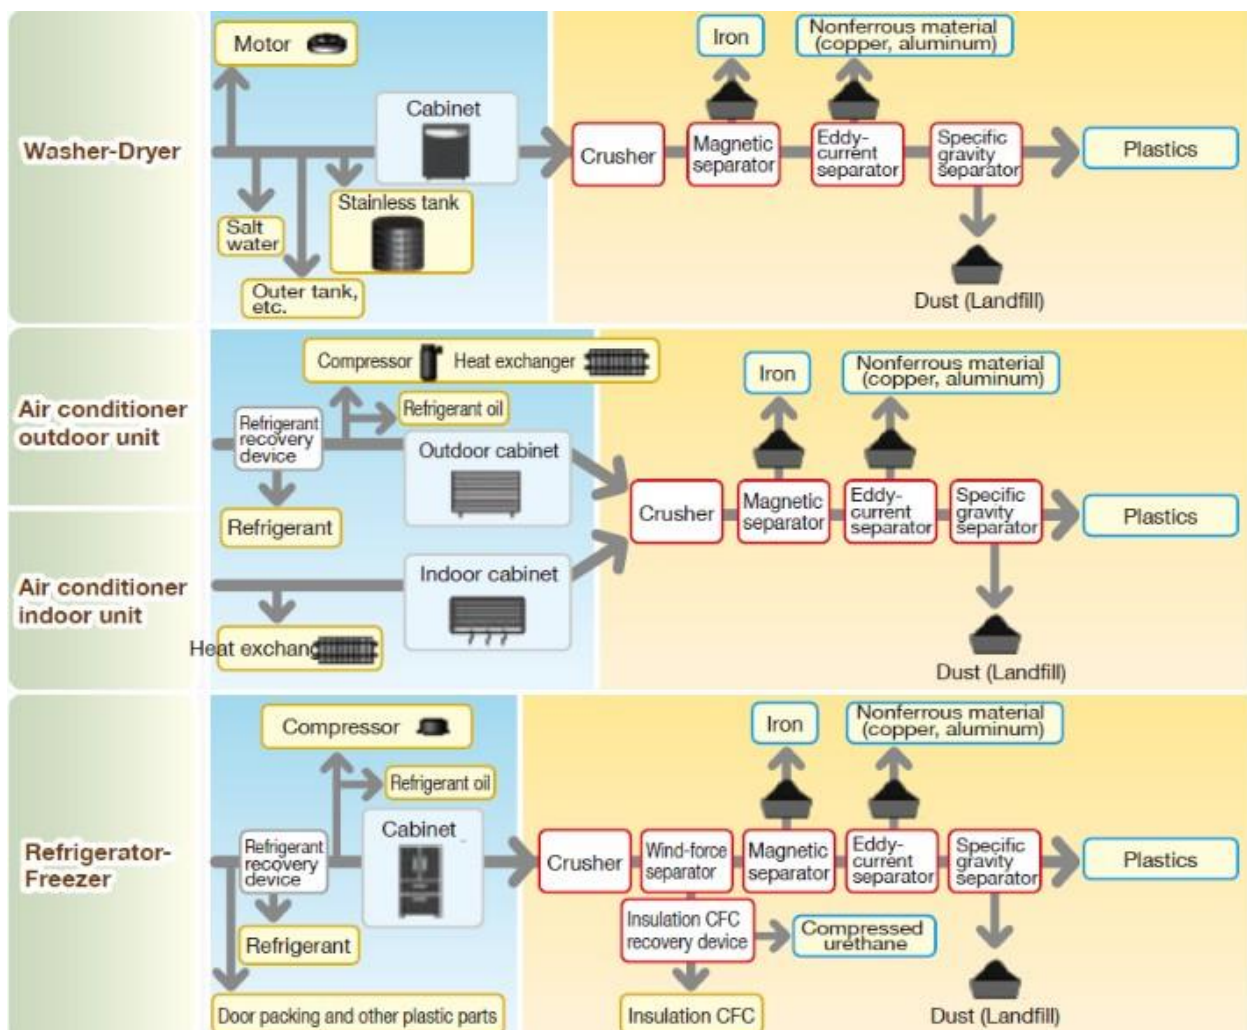 Washer-Dryer
Motor
Cabinet
Salt
water
Outer tank,
etc.
Stainless tank
Crusher
Magnetic
separator
Iron
Eddy-
current
separator
Nonferrous material
(copper, aluminum)
Specific
gravity
separator
Plastics
Dust (Landfill)
Air conditioner
outdoor unit
Refrigerant
recovery
device
Refrigerant
Compressor
Heat exchanger
Refrigerant oil
Outdoor cabinet
Air conditioner
indoor unit
Heat exchang
Indoor cabinet
Crusher
Magnetic
separator
Iron
Eddy-
current
separator
Nonferrous material
(copper, aluminum)
Specific
gravity
separator
Plastics
Dust (Landfill)
Refrigerator-
Freezer
Door packing and other plastic parts
Refrigerant
recovery
device
Refrigerant
Compressor
Refrigerant oil
Cabinet
Crusher
Wind-force
separator
Insulation CFC
recovery device
Compressed
urethane
Insulation CFC
Magnetic
separator
Iron
Eddy-
current
separator
Nonferrous material
(copper, aluminum)
Specific
gravity
separator
Plastics
Dust (Landfill)